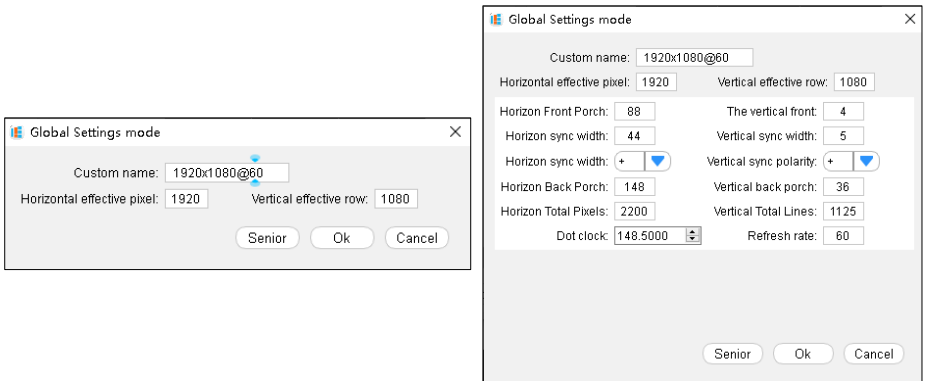 Global Settings mode
Custom name: 1920x1080@60
Horizontal effective pixel: 1920 Vertical effective row: 1080
Senior Ok Cancel
Global Settings mode
Custom name: 1920x1080@60
Horizontal effective pixel: 1920 Vertical effective row: 1080
Horizon Front Porch: 88 The vertical front: 4
Horizon sync width: 44 Vertical sync width: 5
Horizon sync width: + Vertical sync polarity: +
Horizon Back Porch: 148 Vertical back porch: 36
Horizon Total Pixels: 2200 Vertical Total Lines: 1125
Dot clock: 148.5000 Refresh rate: 60
Senior Ok Cancel